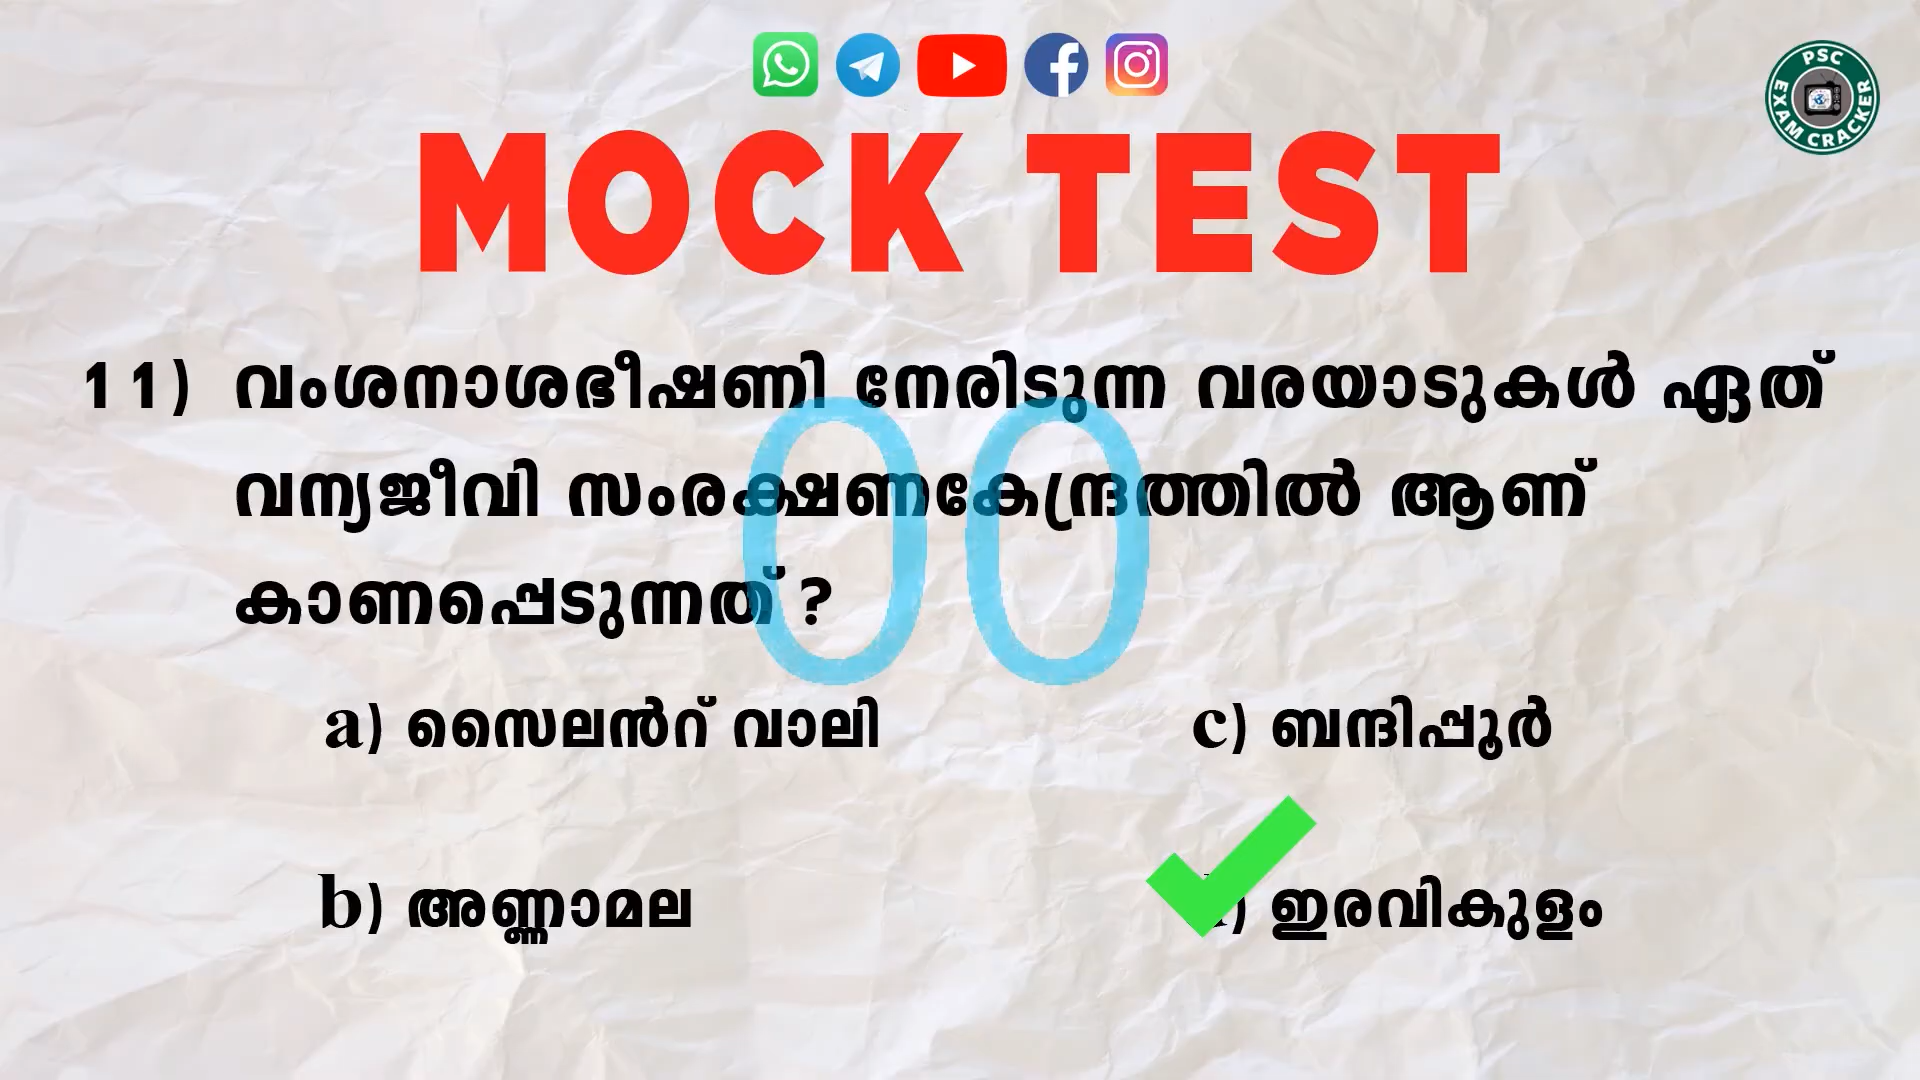 PSC EXAM CRACKER
MOCK TEST
11) വംശനാശഭീഷണി നേരിടുന്ന വരയാടുകൾ ഏത്
വന്യജീവി സംരക്ഷണകേന്ദ്രത്തിൽ ആണ്
കാണപ്പെടുന്നത് ?
00
a) സൈലൻറ് വാലി
c) ബന്ദിപ്പൂർ
b) അണ്ണാമല
) ഇരവികുളം